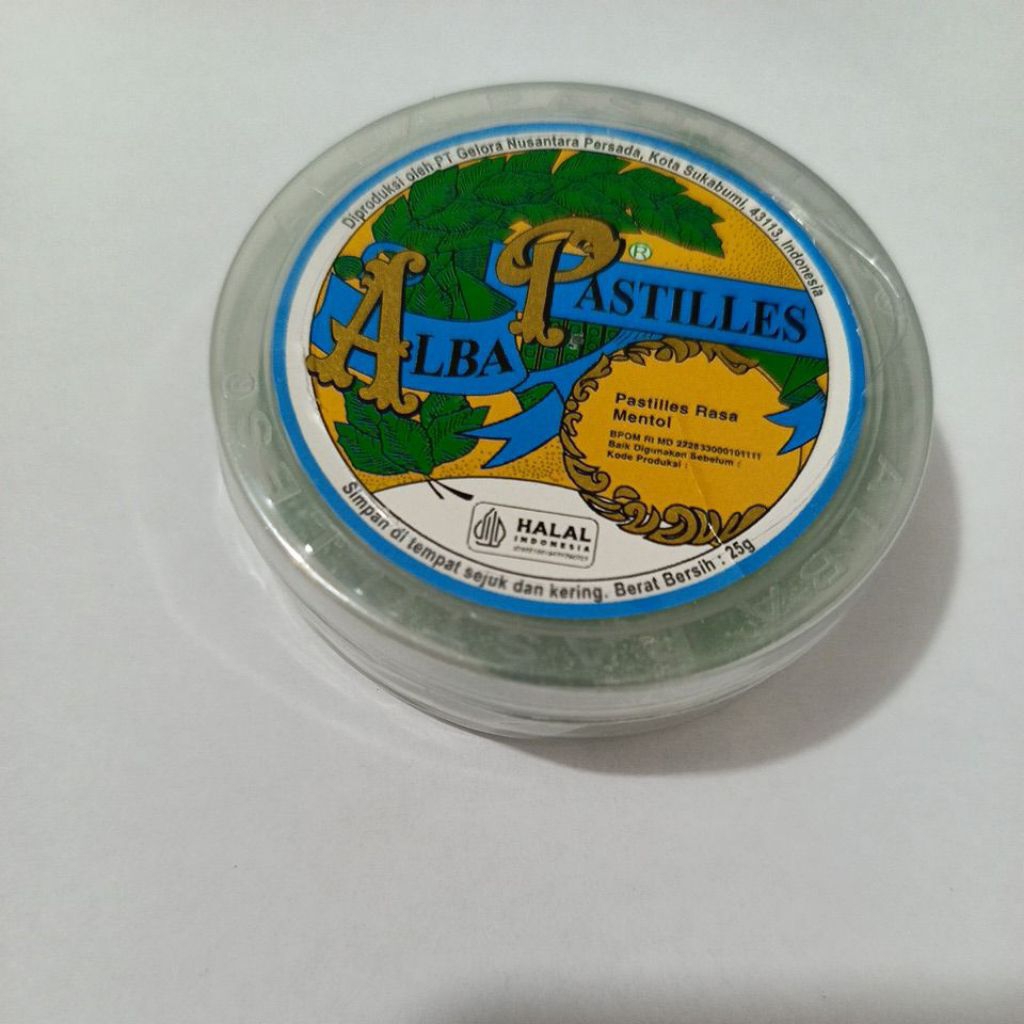 Diproduksi oleh PT Gelora Nusantara Persada, Kota Sukabumi, 43113, Indonesia
ALBA PASTILLES®
Pastilles Rasa
Mentol
BPOM RI MD 222833000101111
Baik Digunakan Sebelum :
Kode Produksi :
HALAL
INDONESIA
Simpan di tempat sejuk dan kering. Berat Bersih : 25g